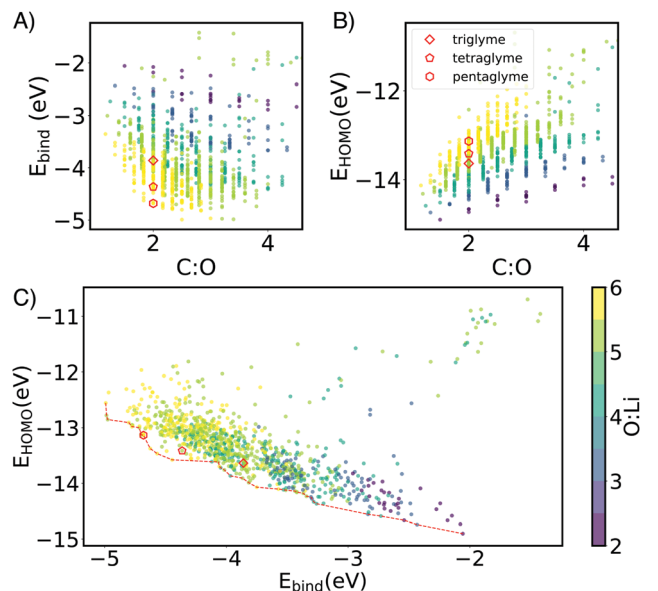 A)
−2
−3
−4
−5
E_bind (eV)
2
4
C:O
B)
triglyme
tetraglyme
pentaglyme
−12
−14
E_HOMO(eV)
2
4
C:O
C)
−11
−12
−13
−14
−15
E_HOMO(eV)
−5
−4
−3
−2
E_bind(eV)
6
5
4
3
2
O:Li